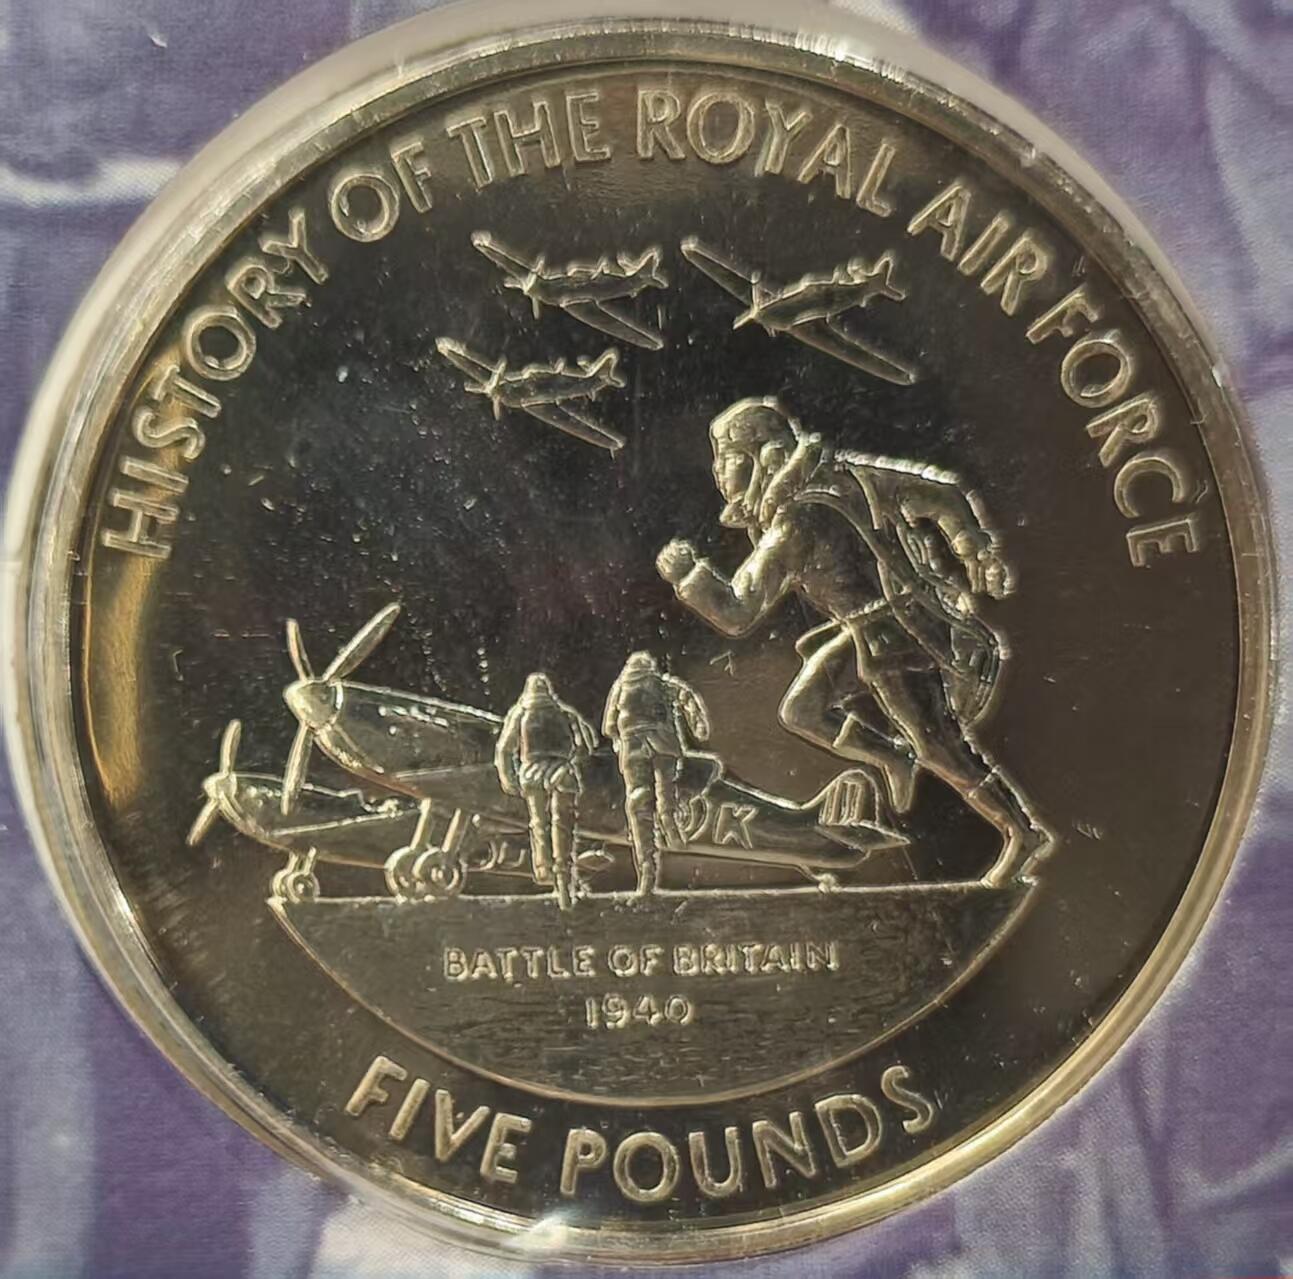 HISTORY OF THE ROYAL AIR FORCE
K
BATTLE OF BRITAIN
1940
FIVE POUNDS